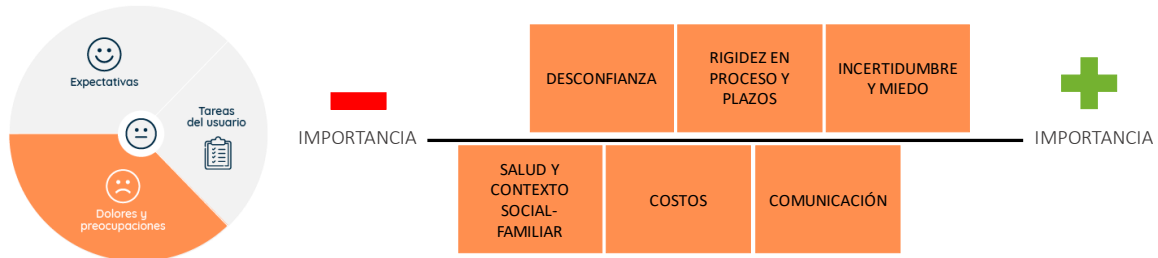 Expectativas
Tareas
del usuario
Dolores y
preocupaciones
IMPORTANCIA
DESCONFIANZA
RIGIDEZ EN
PROCESO Y
PLAZOS
INCERTIDUMBRE
Y MIEDO
SALUD Y
CONTEXTO
SOCIAL-
FAMILIAR
COSTOS
COMUNICACIÓN
IMPORTANCIA